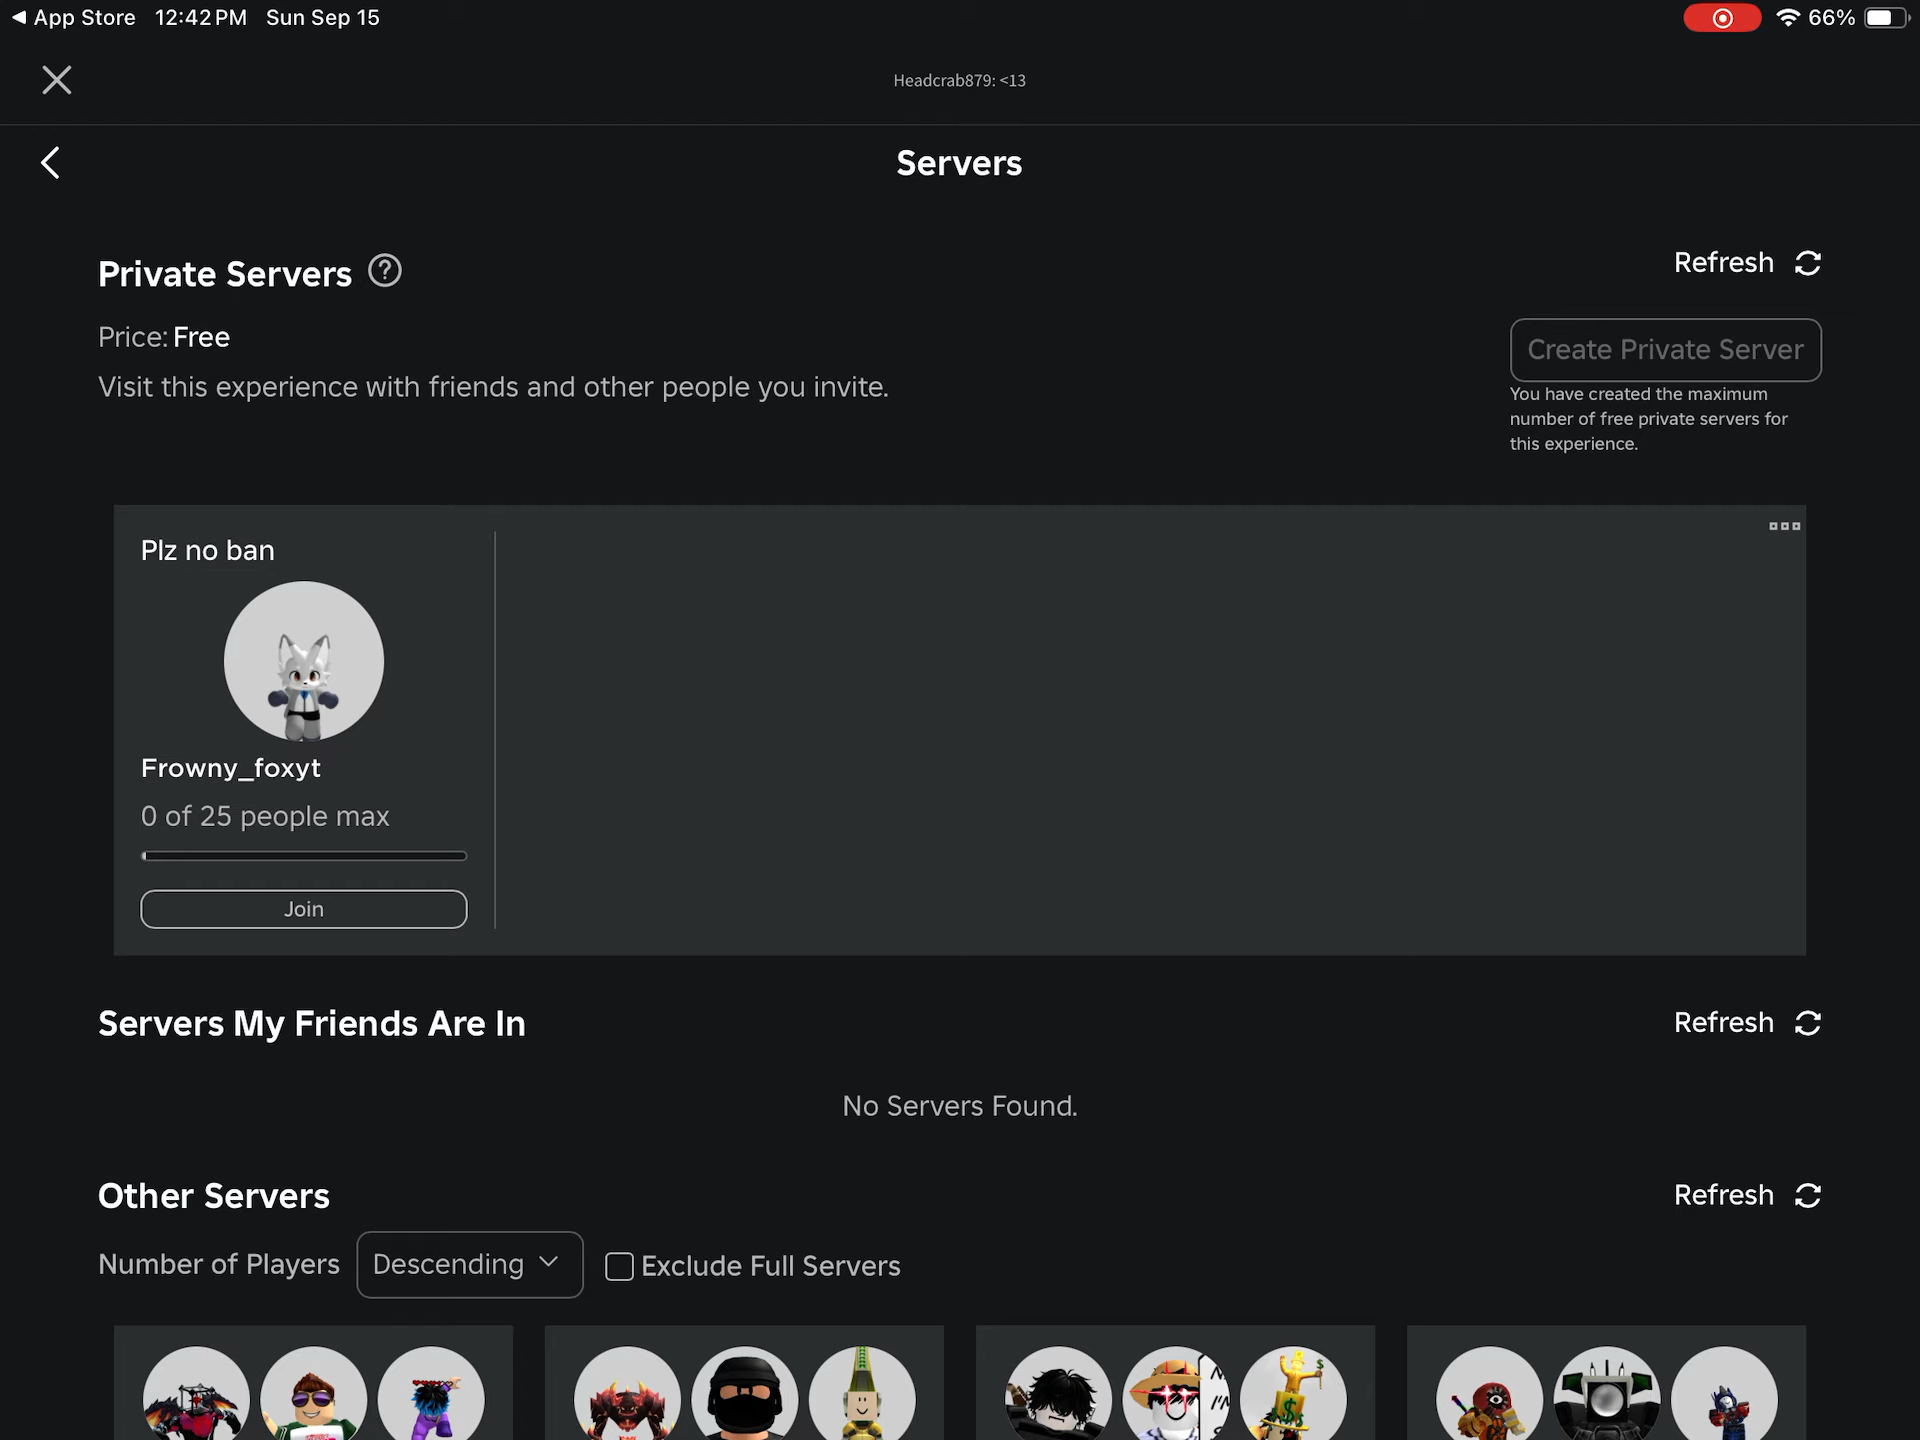 App Store 12:42 PM Sun Sep 15
66%
Headcrab879: <13
Servers
Private Servers
Refresh
Price: Free
Create Private Server
Visit this experience with friends and other people you invite.
You have created the maximum
number of free private servers for
this experience.
Plz no ban
Frowny_foxyt
0 of 25 people max
Join
Servers My Friends Are In
Refresh
No Servers Found.
Other Servers
Refresh
Number of Players Descending Exclude Full Servers